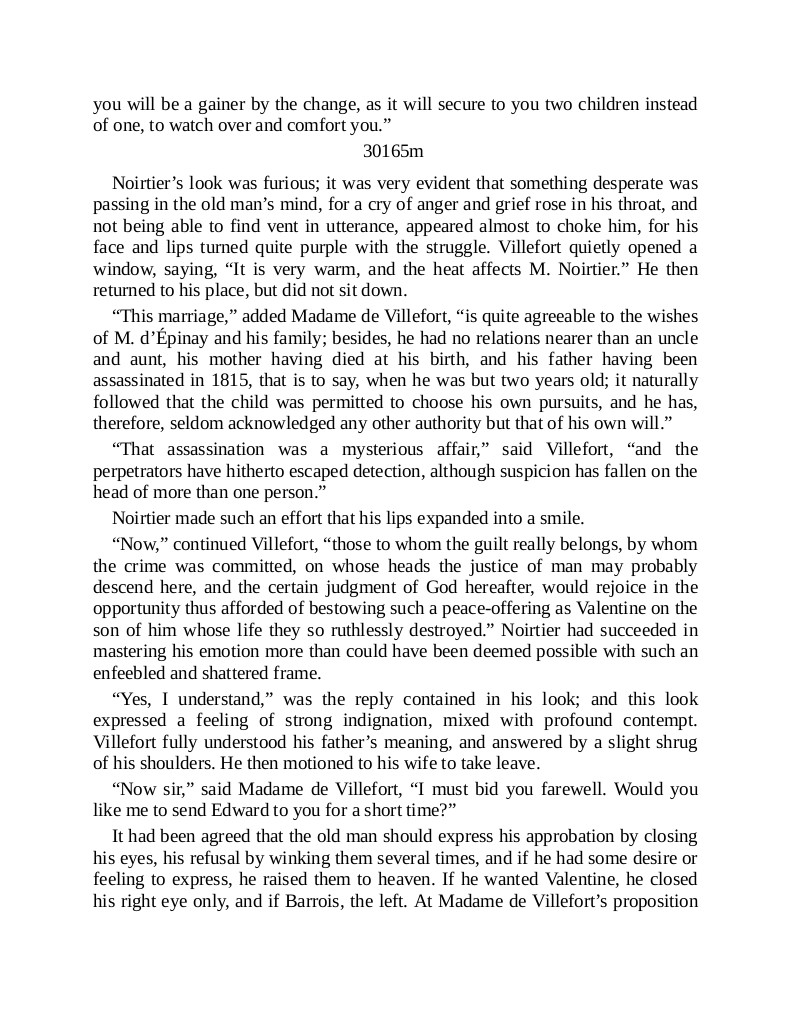 you will be a gainer by the change, as it will secure to you two children instead
of one, to watch over and comfort you.”
30165m
Noirtier’s look was furious; it was very evident that something desperate was
passing in the old man’s mind, for a cry of anger and grief rose in his throat, and
not being able to find vent in utterance, appeared almost to choke him, for his
face and lips turned quite purple with the struggle. Villefort quietly opened a
window, saying, “It is very warm, and the heat affects M. Noirtier.” He then
returned to his place, but did not sit down.
“This marriage,” added Madame de Villefort, “is quite agreeable to the wishes
of M. d’Épinay and his family; besides, he had no relations nearer than an uncle
and aunt, his mother having died at his birth, and his father having been
assassinated in 1815, that is to say, when he was but two years old; it naturally
followed that the child was permitted to choose his own pursuits, and he has,
therefore, seldom acknowledged any other authority but that of his own will.”
“That assassination was a mysterious affair,” said Villefort, “and the
perpetrators have hitherto escaped detection, although suspicion has fallen on the
head of more than one person.”
Noirtier made such an effort that his lips expanded into a smile.
“Now,” continued Villefort, “those to whom the guilt really belongs, by whom
the crime was committed, on whose heads the justice of man may probably
descend here, and the certain judgment of God hereafter, would rejoice in the
opportunity thus afforded of bestowing such a peace-offering as Valentine on the
son of him whose life they so ruthlessly destroyed.” Noirtier had succeeded in
mastering his emotion more than could have been deemed possible with such an
enfeebled and shattered frame.
“Yes, I understand,” was the reply contained in his look; and this look
expressed a feeling of strong indignation, mixed with profound contempt.
Villefort fully understood his father’s meaning, and answered by a slight shrug
of his shoulders. He then motioned to his wife to take leave.
“Now sir,” said Madame de Villefort, “I must bid you farewell. Would you
like me to send Edward to you for a short time?”
It had been agreed that the old man should express his approbation by closing
his eyes, his refusal by winking them several times, and if he had some desire or
feeling to express, he raised them to heaven. If he wanted Valentine, he closed
his right eye only, and if Barrois, the left. At Madame de Villefort’s proposition